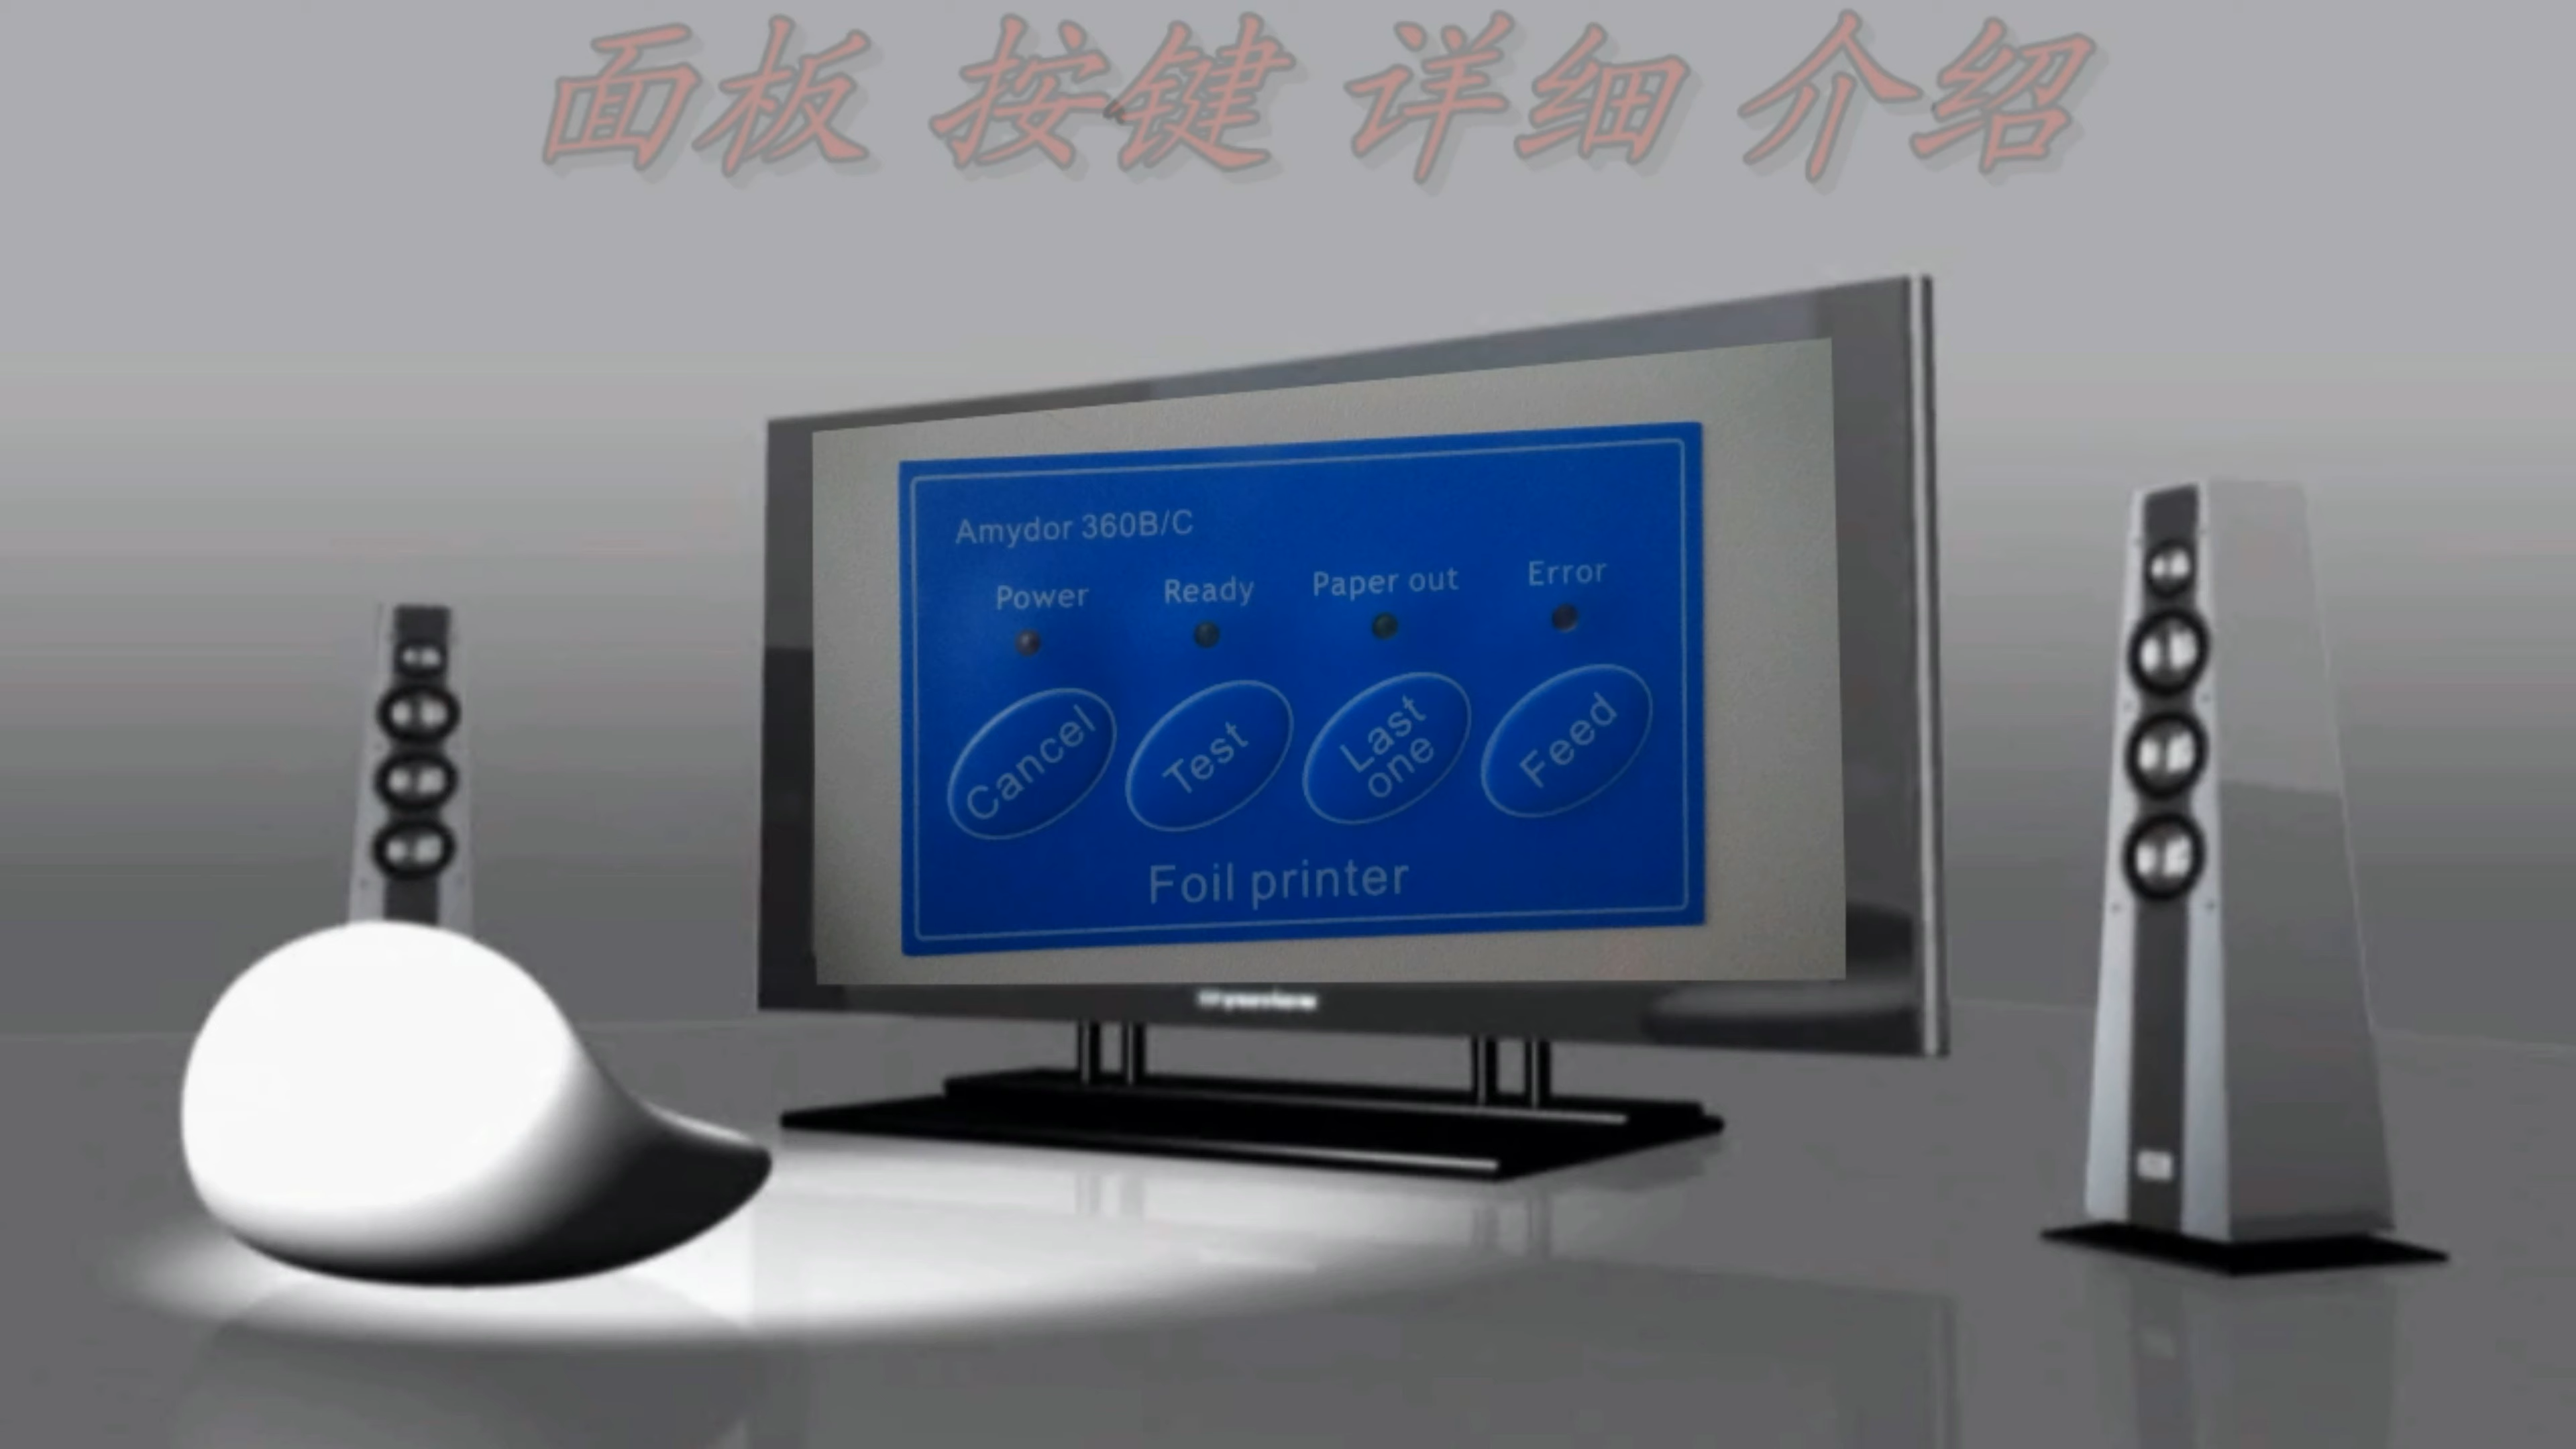 面板 按键 详细 介绍
Amydor 360B/C
Power Ready Paper out Error
Cancel Test Last one Feed
Foil printer